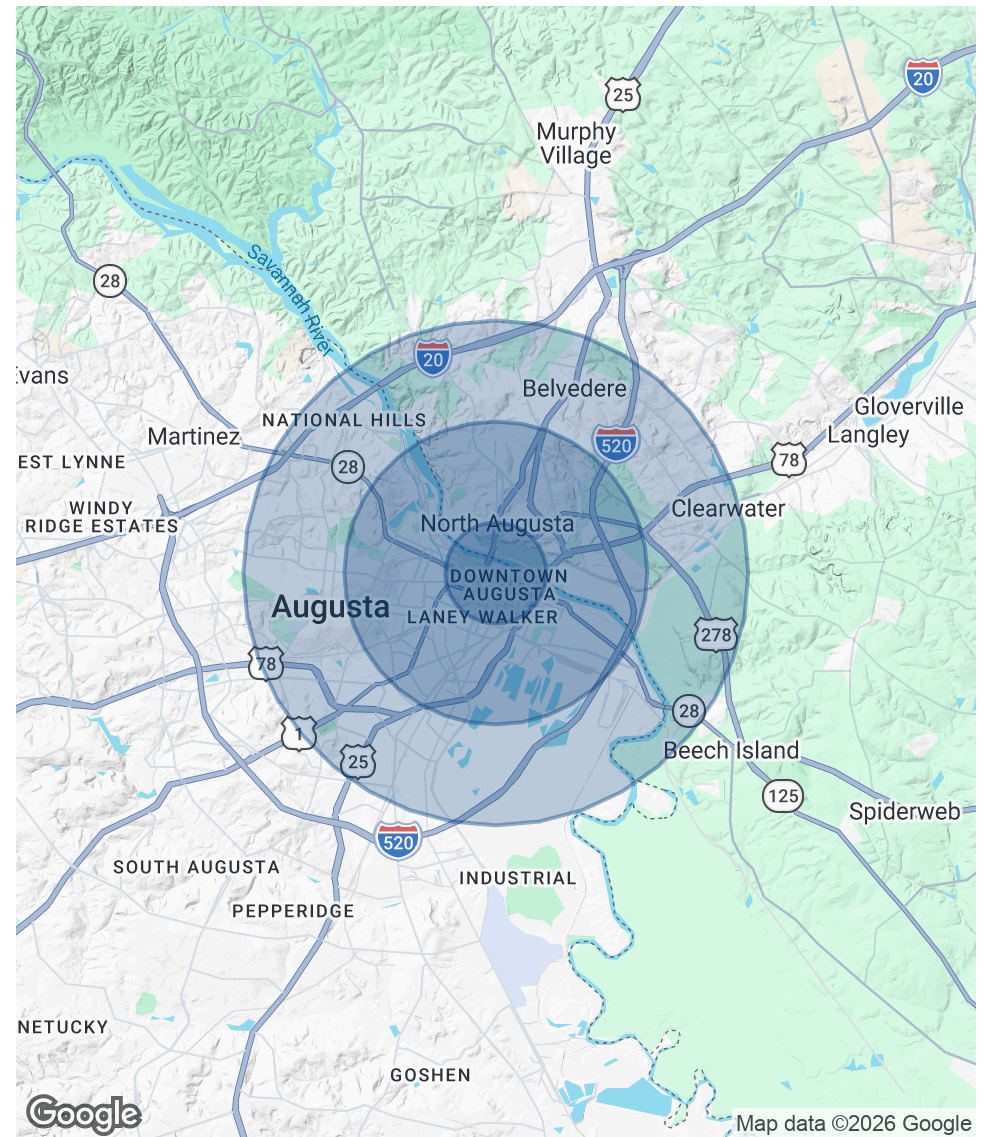 25
20
Murphy
Village
Savannah River
28
20
Belvedere
NATIONAL HILLS
Gloverville
Martinez
Langley
520
EST LYNNE
28
78
WINDY
RIDGE ESTATES
Clearwater
North Augusta
DOWNTOWN
AUGUSTA
Augusta
LANEY WALKER
278
78
28
1
25
Beech Island
125
Spiderweb
520
SOUTH AUGUSTA
INDUSTRIAL
PEPPERIDGE
NETUCKY
GOSHEN
Google
Map data ©2026 Google